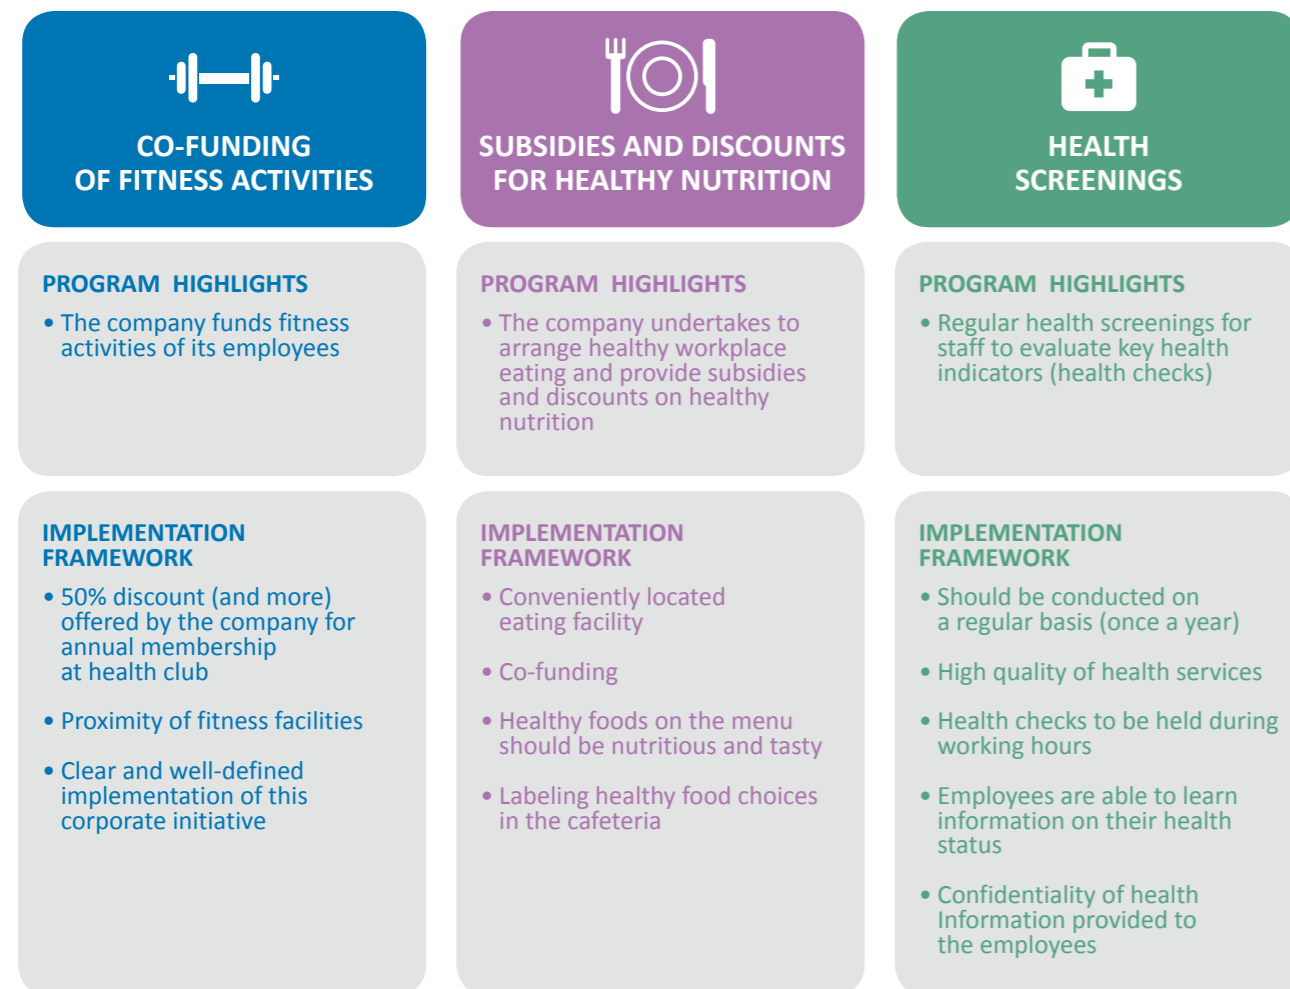 CO-FUNDING
OF FITNESS ACTIVITIES
PROGRAM HIGHLIGHTS
• The company funds fitness
activities of its employees
IMPLEMENTATION
FRAMEWORK
• 50% discount (and more)
offered by the company for
annual membership
at health club
• Proximity of fitness facilities
• Clear and well-defined
implementation of this
corporate initiative
SUBSIDIES AND DISCOUNTS
FOR HEALTHY NUTRITION
PROGRAM HIGHLIGHTS
• The company undertakes to
arrange healthy workplace
eating and provide subsidies
and discounts on healthy
nutrition
IMPLEMENTATION
FRAMEWORK
• Conveniently located
eating facility
• Co-funding
• Healthy foods on the menu
should be nutritious and tasty
• Labeling healthy food choices
in the cafeteria
HEALTH
SCREENINGS
PROGRAM HIGHLIGHTS
• Regular health screenings for
staff to evaluate key health
indicators (health checks)
IMPLEMENTATION
FRAMEWORK
• Should be conducted on
a regular basis (once a year)
• High quality of health services
• Health checks to be held during
working hours
• Employees are able to learn
information on their health
status
• Confidentiality of health
Information provided to
the employees